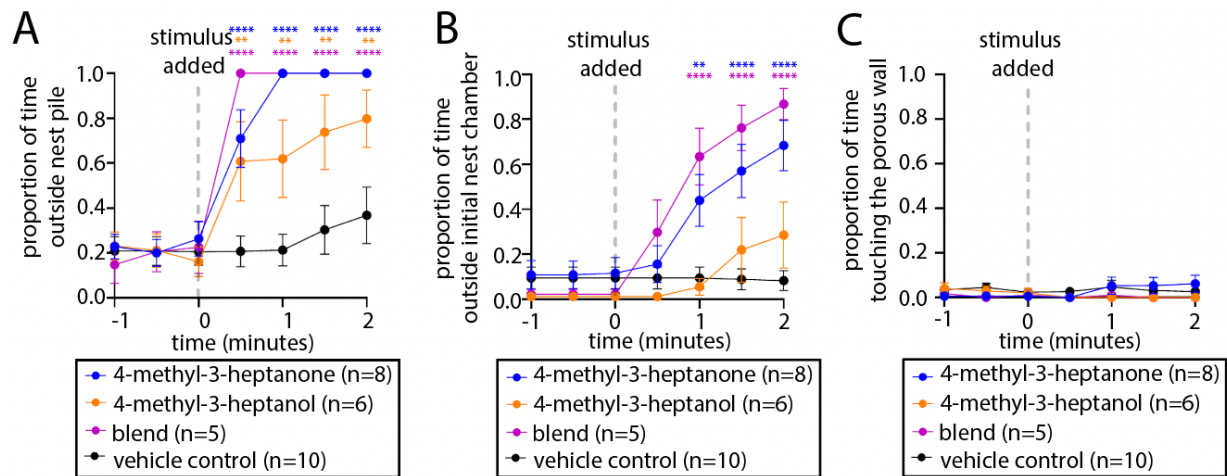 A
stimulus
added
****
**
****
****
**
****
****
**
****
****
**
****
proportion of time
outside nest pile
1.0
0.8
0.6
0.4
0.2
0.0
-1
0
1
2
time (minutes)
4-methyl-3-heptanone (n=8)
4-methyl-3-heptanol (n=6)
blend (n=5)
vehicle control (n=10)
B
stimulus
added
**
****
****
****
****
****
proportion of time
outside initial nest chamber
1.0
0.8
0.6
0.4
0.2
0.0
-1
0
1
2
time (minutes)
4-methyl-3-heptanone (n=8)
4-methyl-3-heptanol (n=6)
blend (n=5)
vehicle control (n=10)
C
stimulus
added
proportion of time
touching the porous wall
1.0
0.8
0.6
0.4
0.2
0.0
-1
0
1
2
time (minutes)
4-methyl-3-heptanone (n=8)
4-methyl-3-heptanol (n=6)
blend (n=5)
vehicle control (n=10)